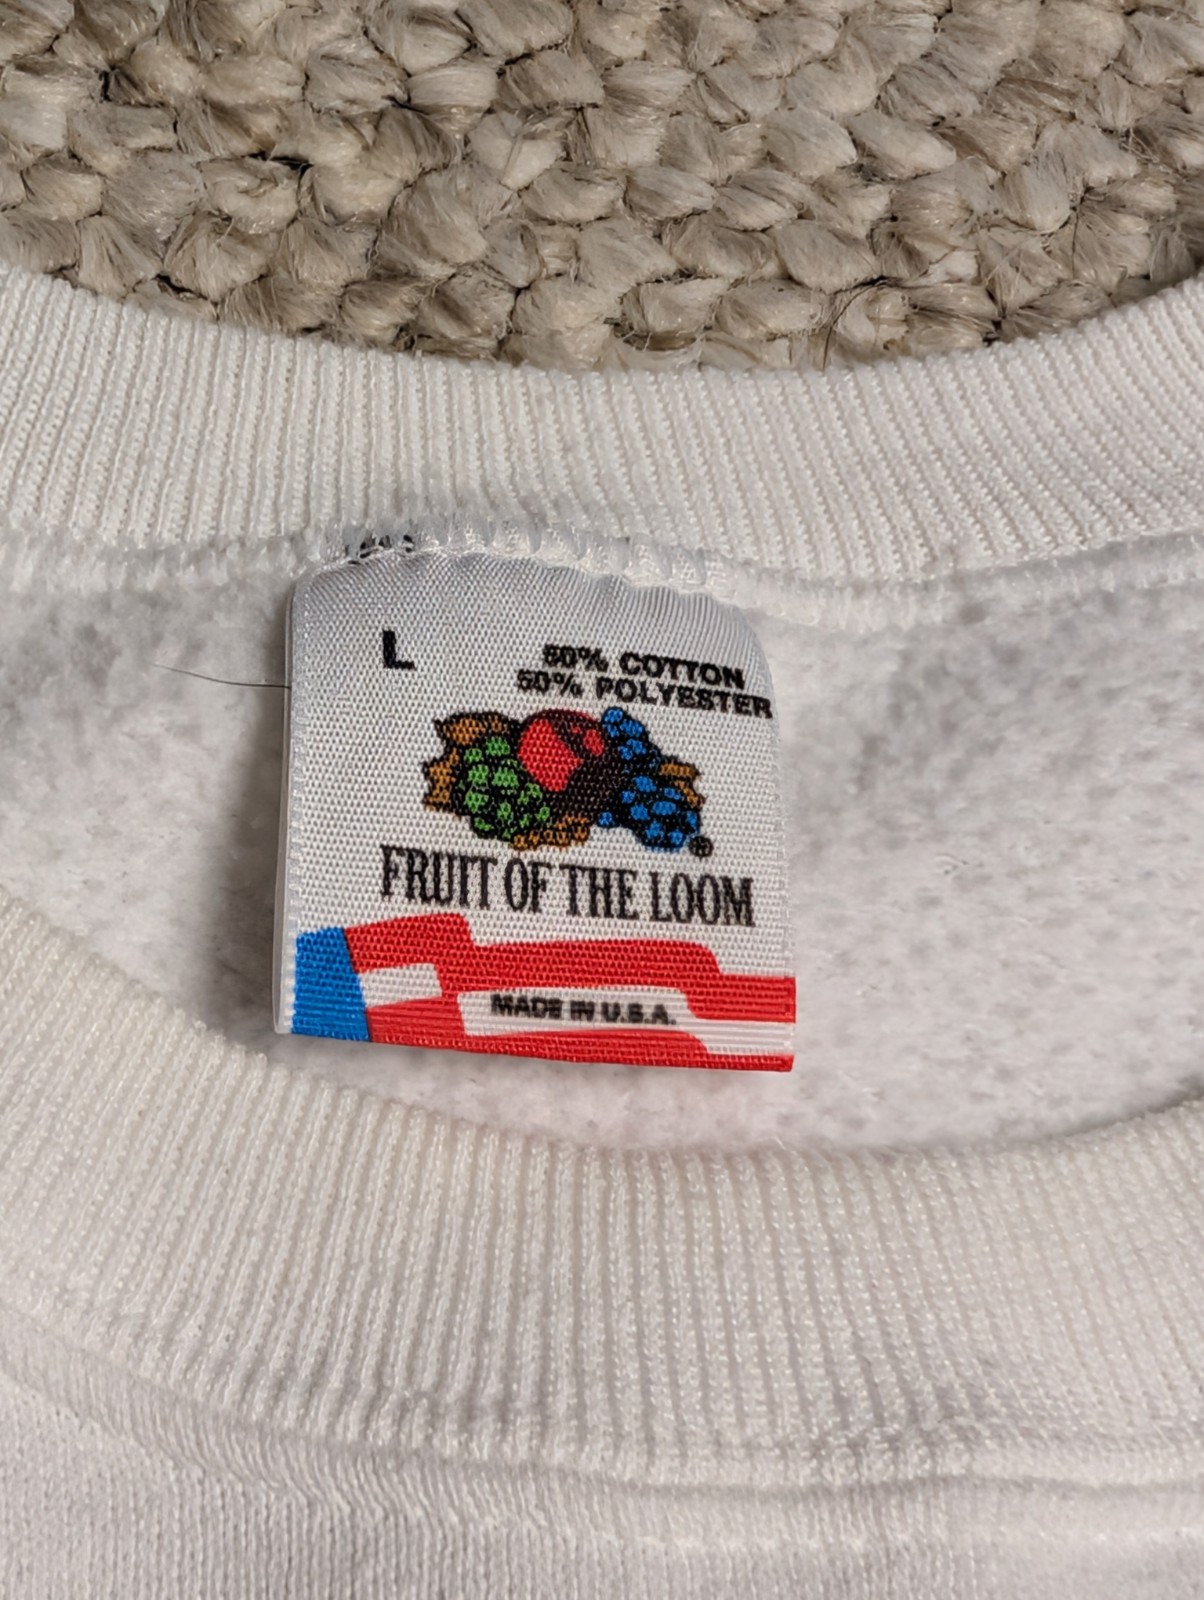 L
50% COTTON
50% POLYESTER
®
FRUIT OF THE LOOM
MADE IN U.S.A.